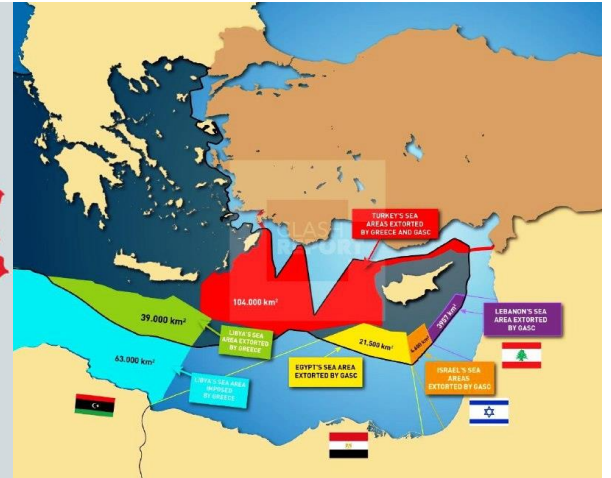 CLASH
REPORT
TURKEY'S SEA
AREAS EXTORTED
BY GREECE AND GASC
104.000 km²
39.000 km²
LIBYA'S SEA
AREA EXTORTED
BY GREECE
63.000 km²
LIBYA'S SEA AREA
IMPOSED
BY GREECE
21.500 km²
EGYPT'S SEA AREA
EXTORTED BY GASC
3957 km²
LEBANON'S SEA
AREA EXTORTED
BY GASC
ISRAEL'S SEA
AREAS
EXTORTED BY GASC